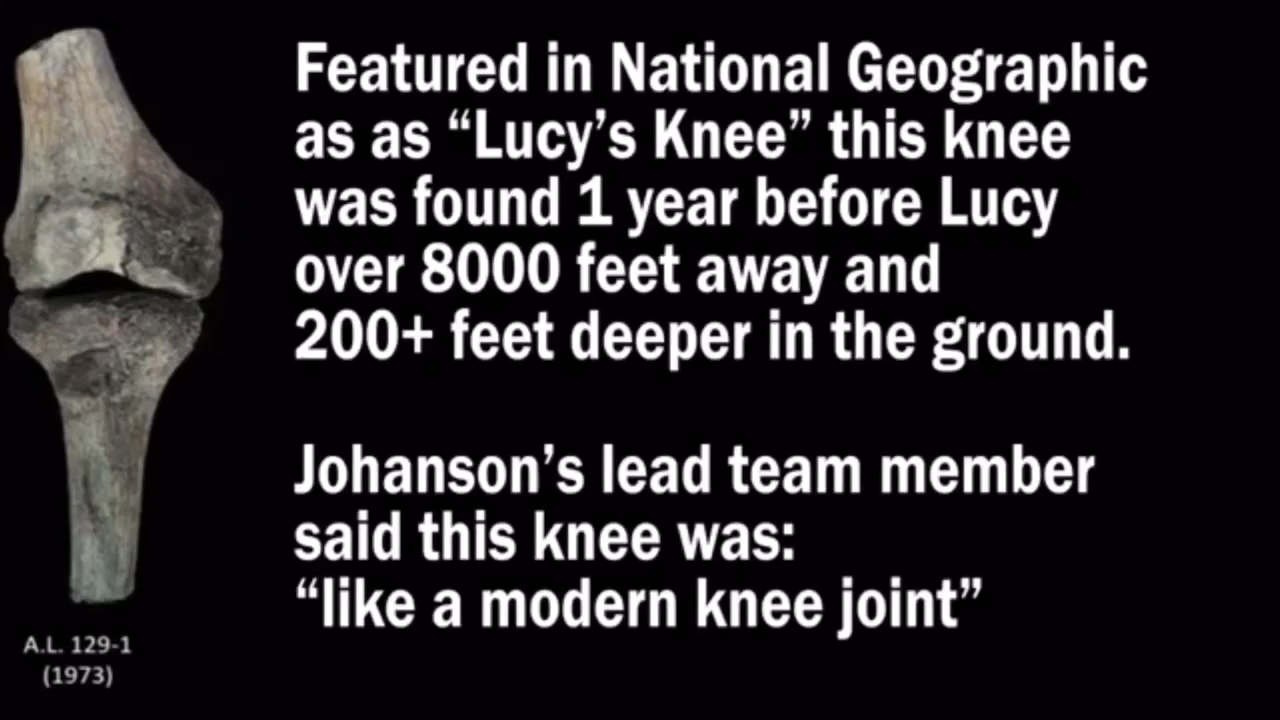 Featured in National Geographic
as as “Lucy’s Knee” this knee
was found 1 year before Lucy
over 8000 feet away and
200+ feet deeper in the ground.
Johanson’s lead team member
said this knee was:
“like a modern knee joint”
A.L. 129-1
(1973)